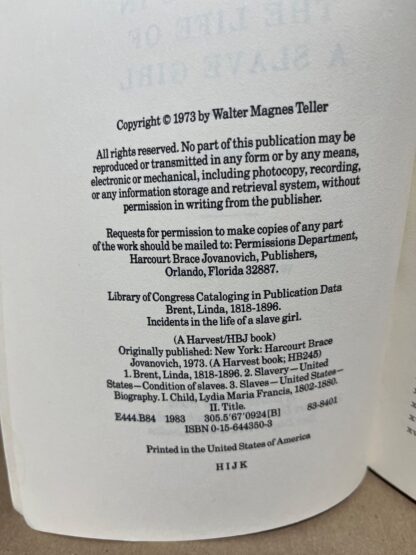 Copyright © 1973 by Walter Magnes Teller
All rights reserved. No part of this publication may be
reproduced or transmitted in any form or by any means,
electronic or mechanical, including photocopy, recording,
or any information storage and retrieval system, without
permission in writing from the publisher.
Requests for permission to make copies of any part
of the work should be mailed to: Permissions Department,
Harcourt Brace Jovanovich, Publishers,
Orlando, Florida 32887.
Library of Congress Cataloging in Publication Data
Brent, Linda, 1818-1896.
Incidents in the life of a slave girl.
(A Harvest/HBJ book)
Originally published: New York: Harcourt Brace
Jovanovich, 1973. (A Harvest book; HB245)
1. Brent, Linda, 1818-1896. 2. Slavery—United
States—Condition of slaves. 3. Slaves—United States—
Biography. I. Child, Lydia Maria Francis, 1802-1880.
II. Title.
E444.B84 1983 305.5'67'0924[B] 83-8401
ISBN 0-15-644350-3
Printed in the United States of America
H I J K